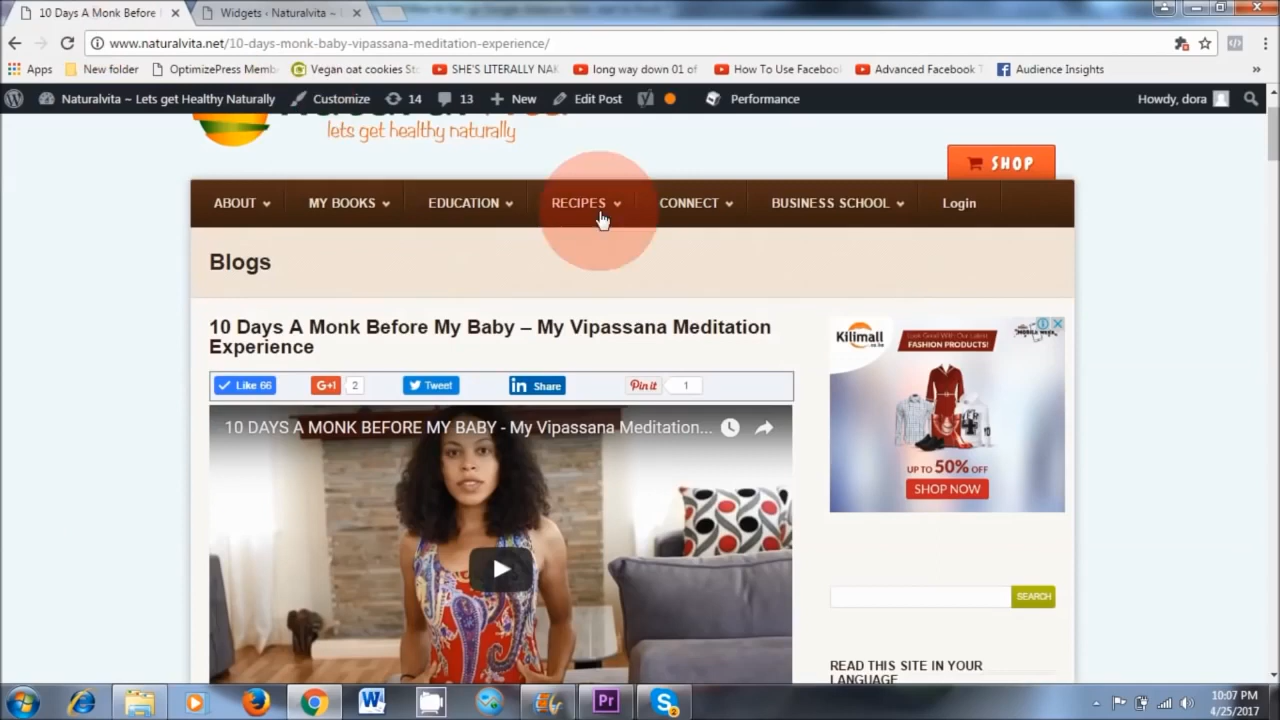 10 Days A Monk Before
Widgets ‹ Naturalvita ~ L
www.naturalvita.net/10-days-monk-baby-vipassana-meditation-experience/
Apps New folder OptimizePress Memb Vegan oat cookies St SHE'S LITERALLY NAK long way down 01 of How To Use Facebook Advanced Facebook T Audience Insights »
Naturalvita ~ Lets get Healthy Naturally Customize 14 13 New Edit Post Performance Howdy, dora
lets get healthy naturally
SHOP
ABOUT MY BOOKS EDUCATION RECIPES CONNECT BUSINESS SCHOOL Login
Blogs
10 Days A Monk Before My Baby – My Vipassana Meditation
Experience
Like 66 G+1 2 Tweet in Share Pin it 1
10 DAYS A MONK BEFORE MY BABY - My Vipassana Meditation...
Kilimall
FASHION PRODUCTS!
UP TO 50% OFF
SHOP NOW
SEARCH
READ THIS SITE IN YOUR
LANGUAGE
W Pr S 2
10:07 PM
4/25/2017